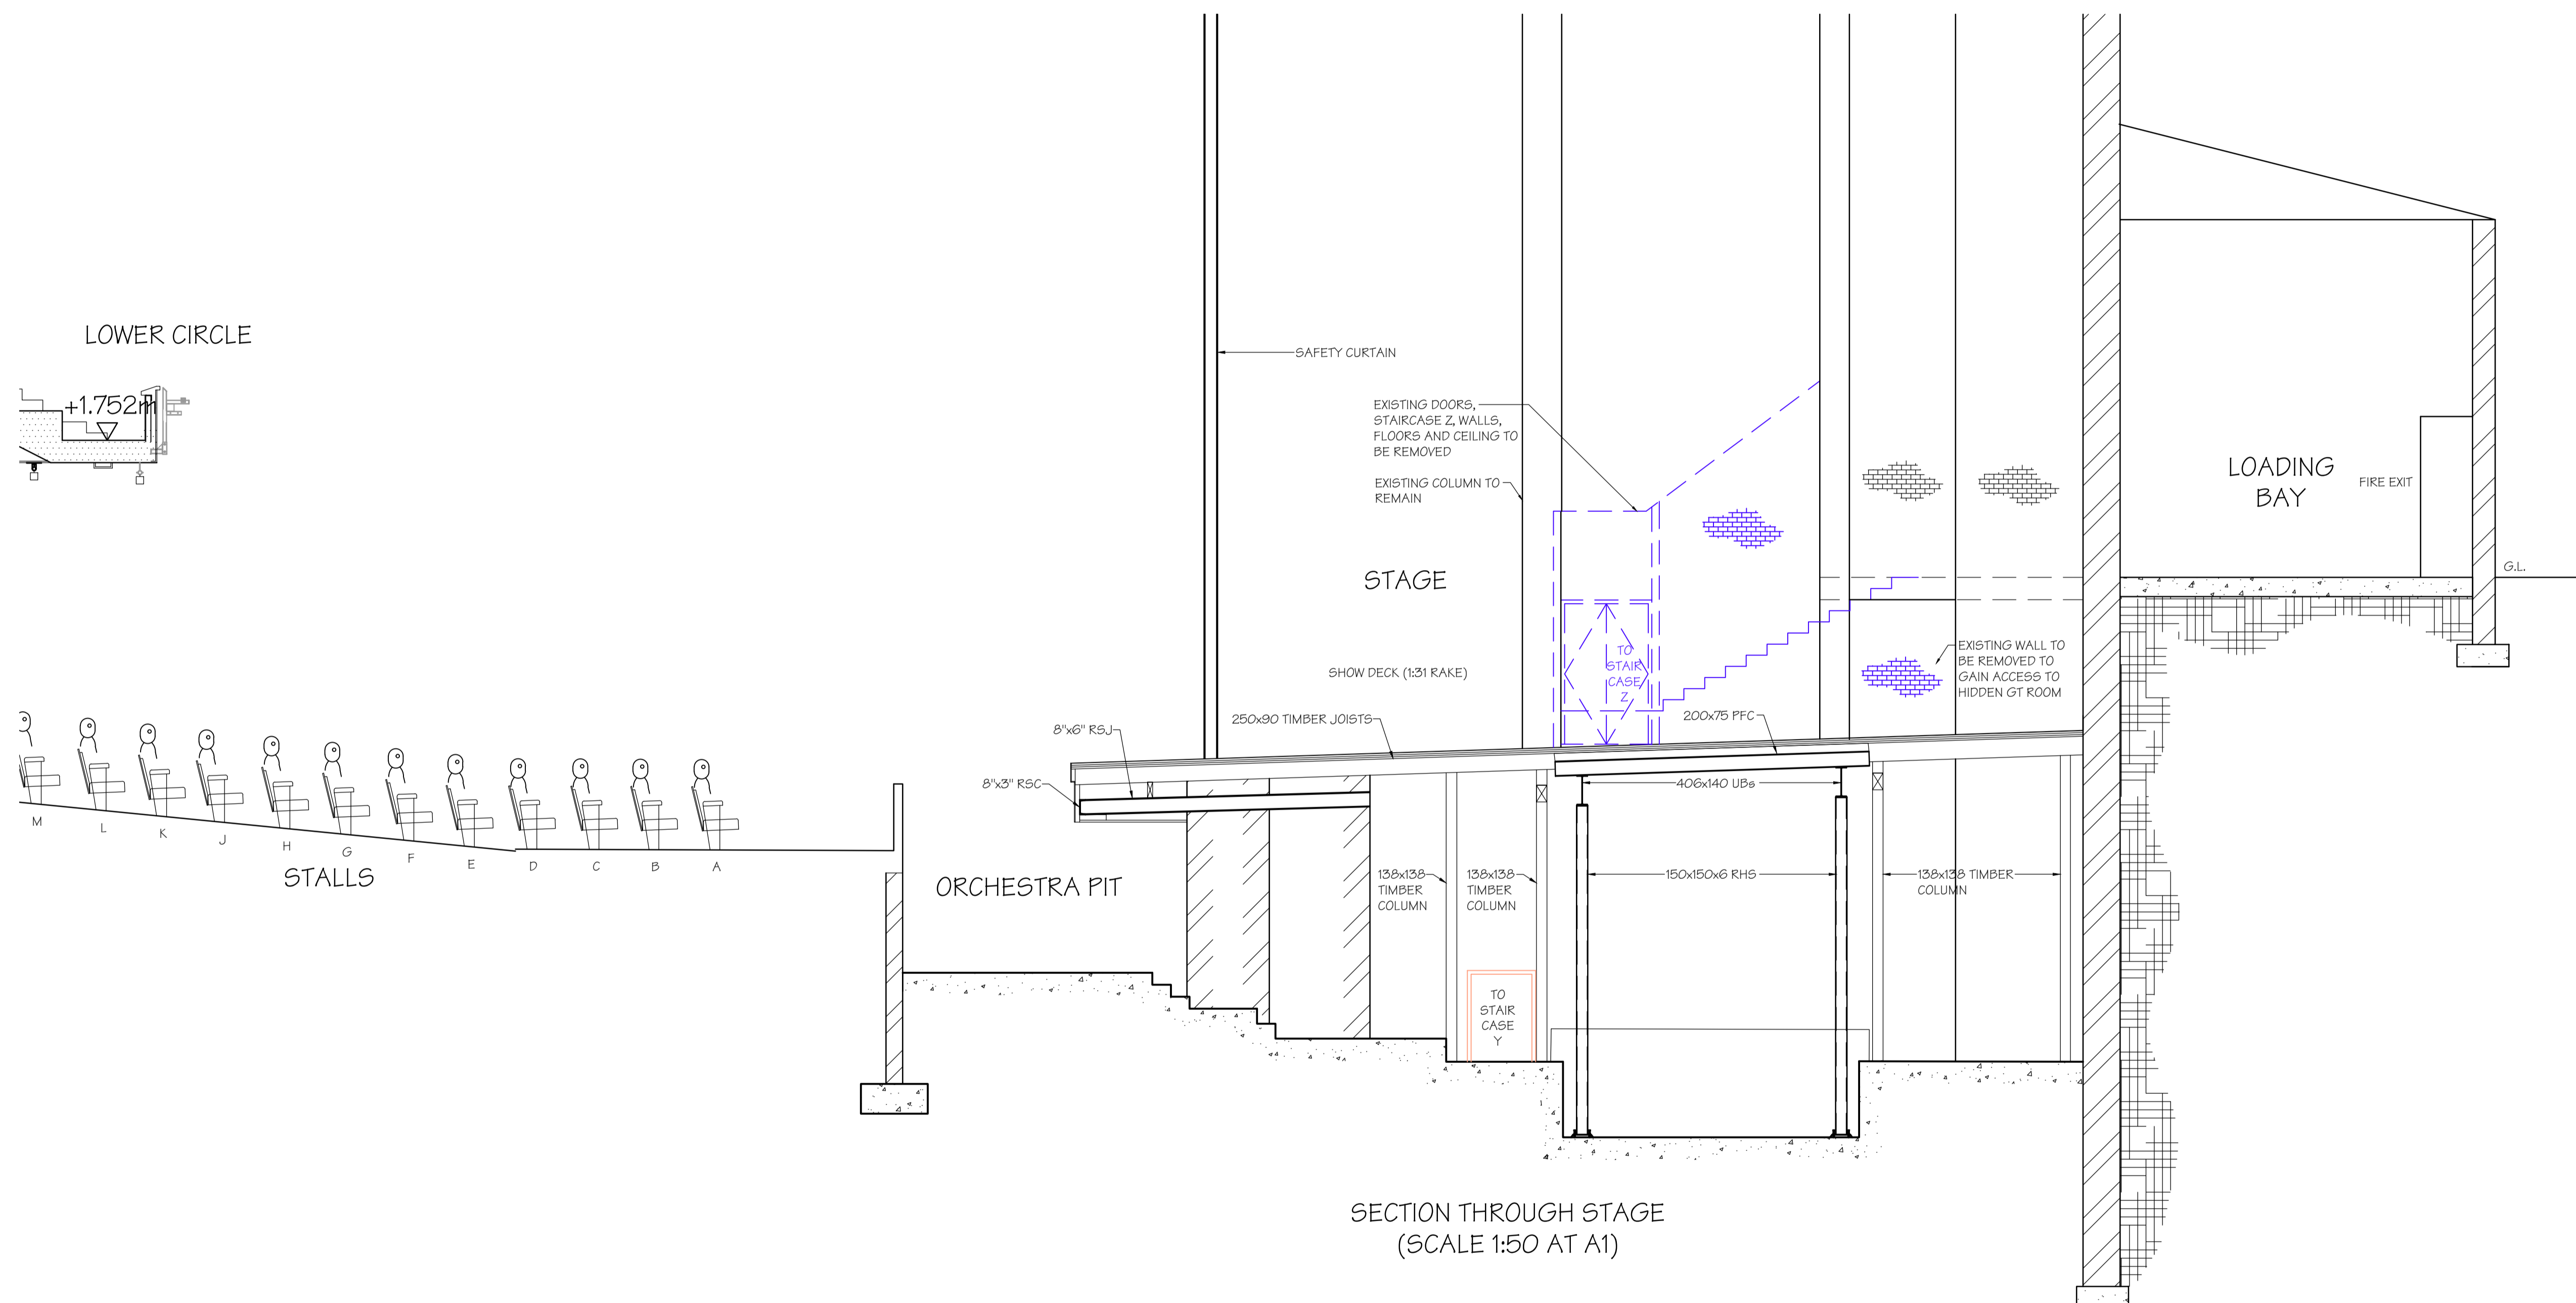 LOWER CIRCLE
+1.752m
SAFETY CURTAIN
EXISTING DOORS,
STAIRCASE Z, WALLS,
FLOORS AND CEILING TO
BE REMOVED
EXISTING COLUMN TO
REMAIN
LOADING
BAY
FIRE EXIT
G.L.
STAGE
TO
STAIR
CASE
Z
EXISTING WALL TO
BE REMOVED TO
GAIN ACCESS TO
HIDDEN GT ROOM
SHOW DECK (1:31 RAKE)
250x90 TIMBER JOISTS
200x75 PFC
8"x6" RSJ
8"x3" RSC
406x140 UBs
M
L
K
J
H
G
F
E
D
C
B
A
STALLS
ORCHESTRA PIT
138x138
TIMBER
COLUMN
138x138
TIMBER
COLUMN
150x150x6 RHS
138x138 TIMBER
COLUMN
TO
STAIR
CASE
Y
SECTION THROUGH STAGE
(SCALE 1:50 AT A1)